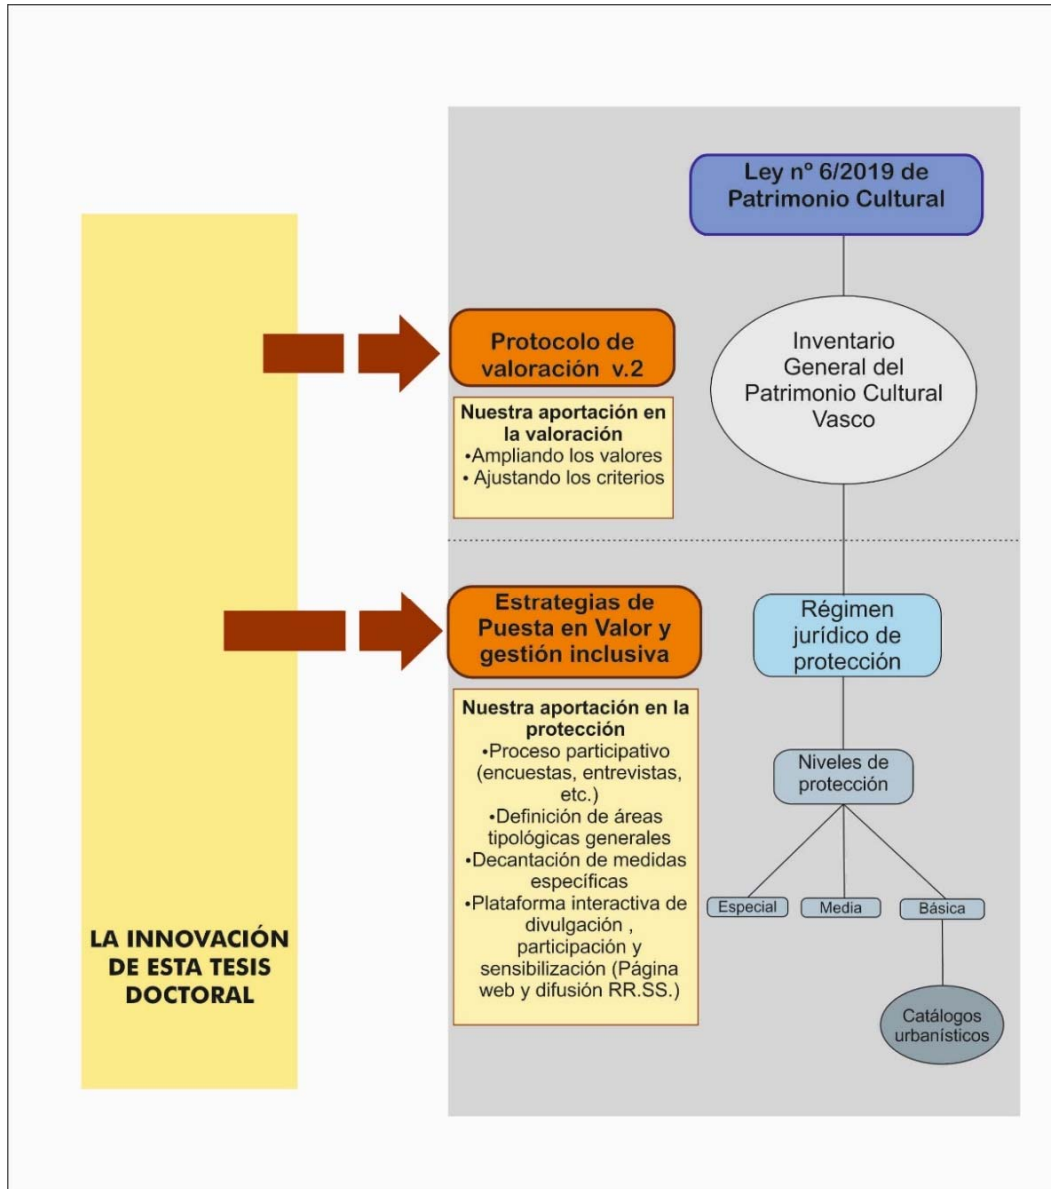 LA INNOVACIÓN
DE ESTA TESIS
DOCTORAL
Protocolo de
valoración v.2
Nuestra aportación en
la valoración
•Ampliando los valores
• Ajustando los criterios
Estrategias de
Puesta en Valor y
gestión inclusiva
Nuestra aportación en la
protección
•Proceso participativo
(encuestas, entrevistas,
etc.)
•Definición de áreas
tipológicas generales
•Decantación de medidas
específicas
•Plataforma interactiva de
divulgación ,
participación y
sensibilización (Página
web y difusión RR.SS.)
Ley nº 6/2019 de
Patrimonio Cultural
Inventario
General del
Patrimonio Cultural
Vasco
Régimen
jurídico de
protección
Niveles de
protección
Especial
Media
Básica
Catálogos
urbanísticos